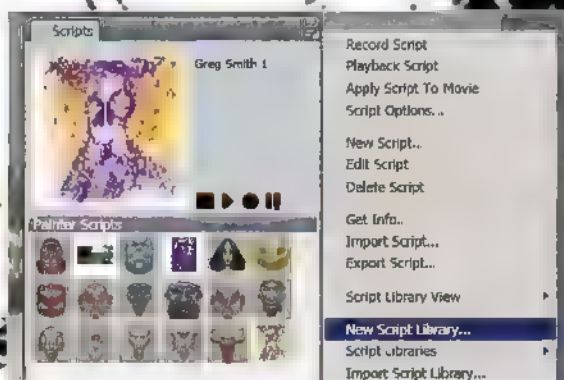 Scripts
Greg Smith 1
Painter Scripts
Record Script
Playback Script
Apply Script To Movie
Script Options...
New Script...
Edit Script
Delete Script
Get Info..
Import Script...
Export Script...
Script Library View
New Script Library...
Script Libraries
Import Script Library...